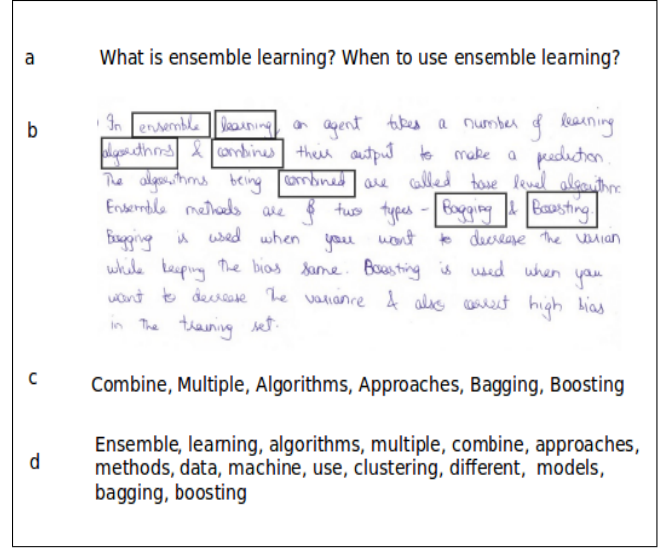 a What is ensemble learning? When to use ensemble learning?
b In ensemble learning, an agent takes a number of learning
algorithms & combines their output to make a prediction.
The algorithms being combined are called base level algorithm
Ensemble methods are of two types - Bagging & Boosting.
Bagging is used when you want to decrease the varian
while keeping the bias same. Boosting is used when you
want to decrease the variance & also correct high bias
in the training set.
c Combine, Multiple, Algorithms, Approaches, Bagging, Boosting
d Ensemble, learning, algorithms, multiple, combine, approaches,
methods, data, machine, use, clustering, different, models,
bagging, boosting